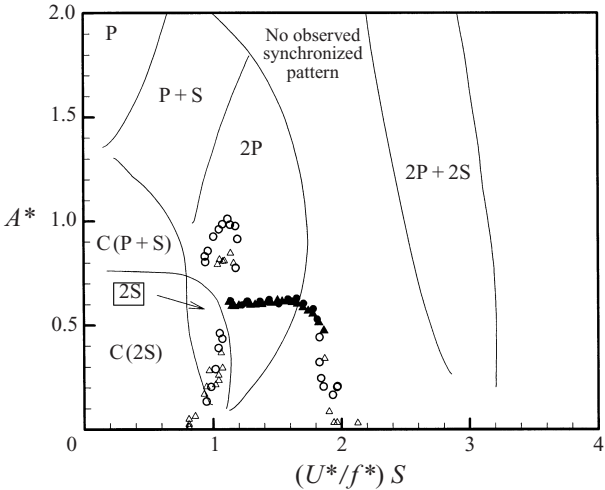 2.0
P
No observed
synchronized
pattern
P + S
1.5
2P
2P + 2S
A*
1.0
C (P + S)
2S
0.5
C (2S)
0
1
2
3
4
(U*/f*) S